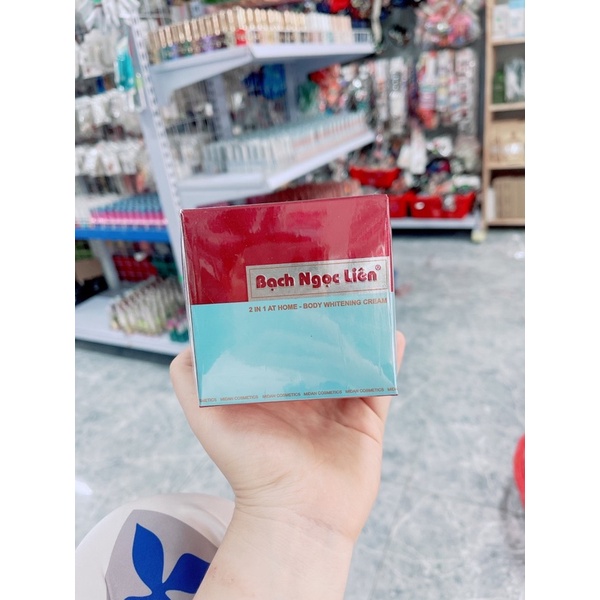 Bạch Ngọc Liên®
2 IN 1 AT HOME - BODY WHITENING CREAM